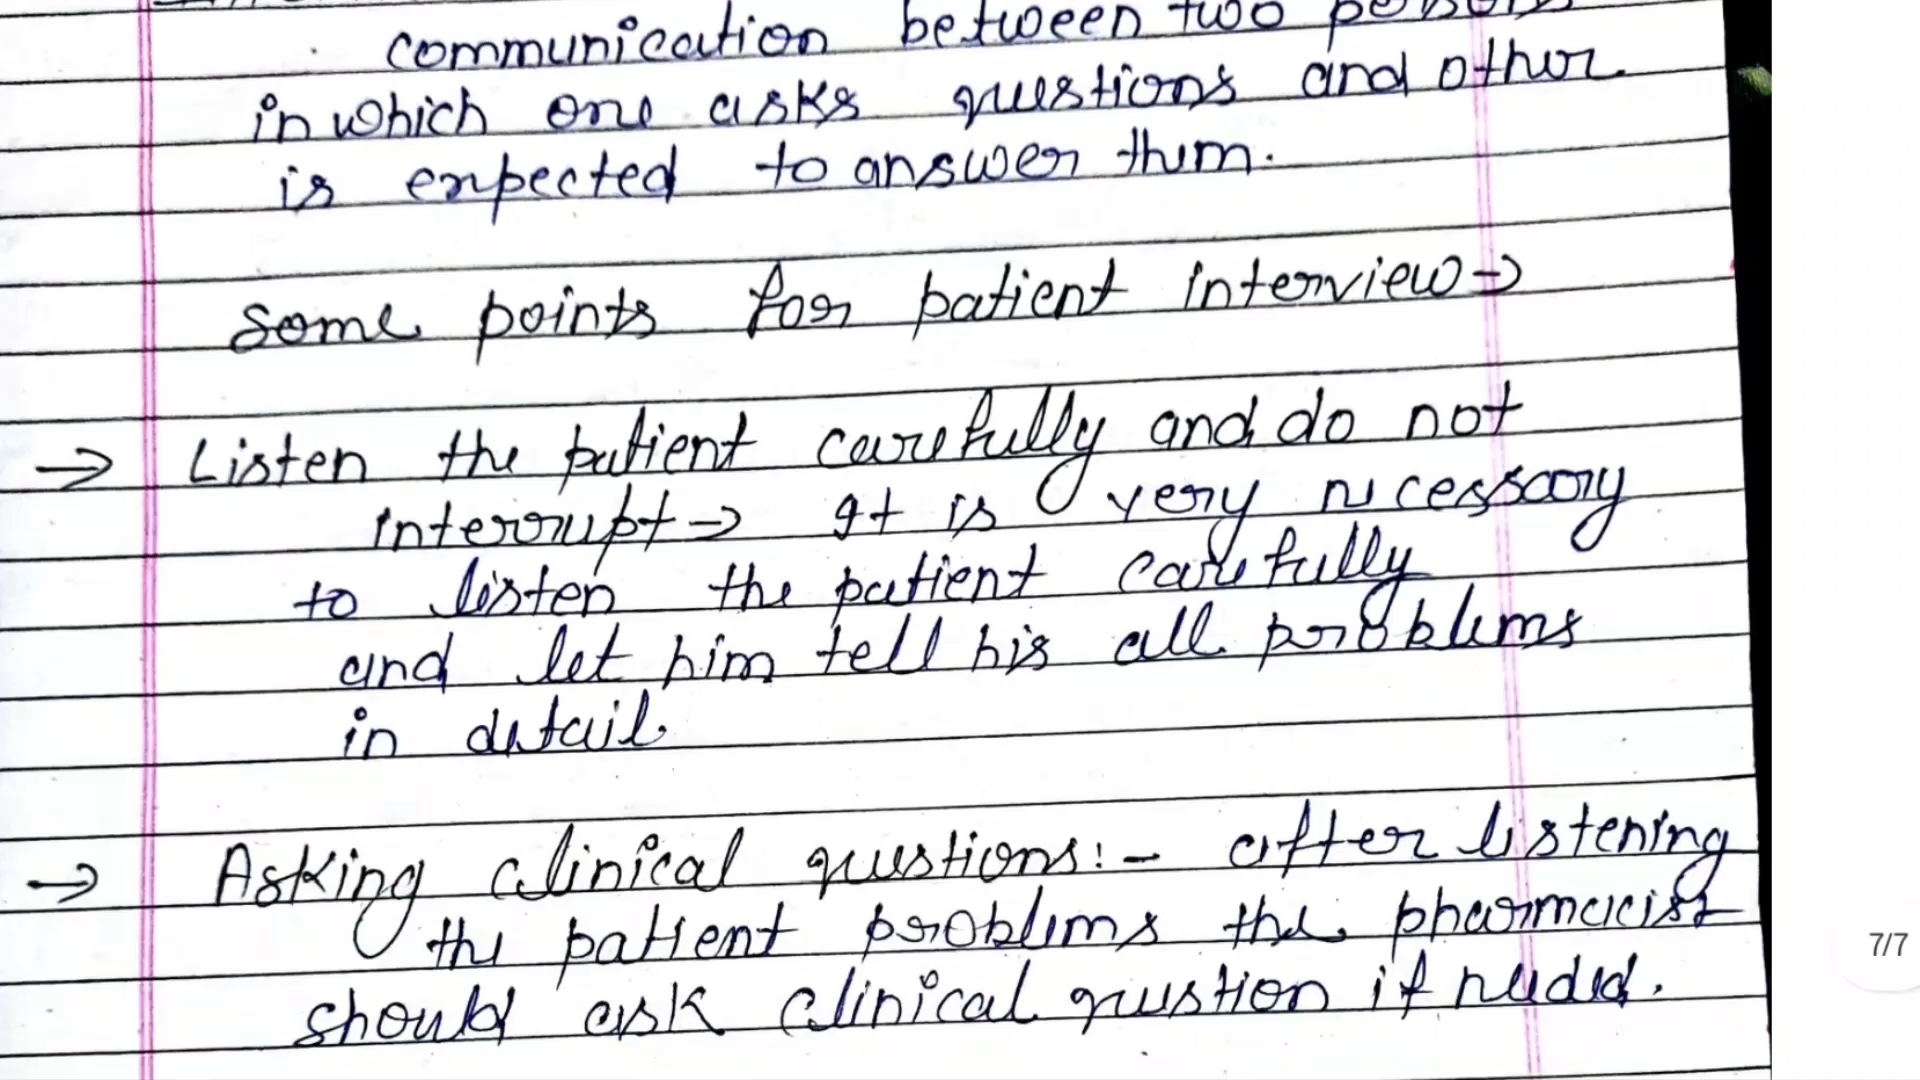 communication between two persons
in which one asks questions and other
is expected to answer them.
some points for patient interview→
→ Listen the patient carefully and do not
interrupt→ It is very necessary
to listen the patient carefully
and let him tell his all problems
in detail.
→ Asking clinical questions:- after listening
the patient problems the pharmacist
should ask clinical question if needed.
7/7